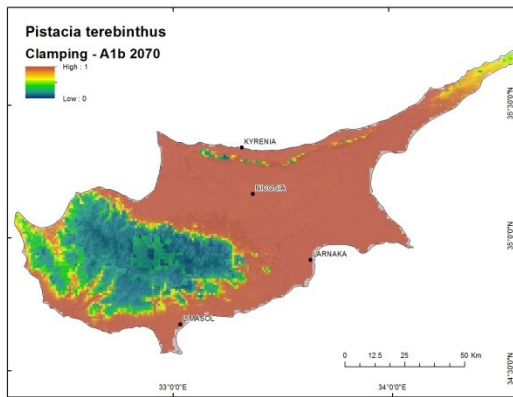 Pistacia terebinthus
Clamping - A1b 2070
High : 1
Low : 0
KYRENIA
NICOSIA
LARNAKA
LIMASOL
35°30'0"N
35°0'0"N
34°30'0"N
0 12.5 25 50 Km
33°0'0"E
34°0'0"E